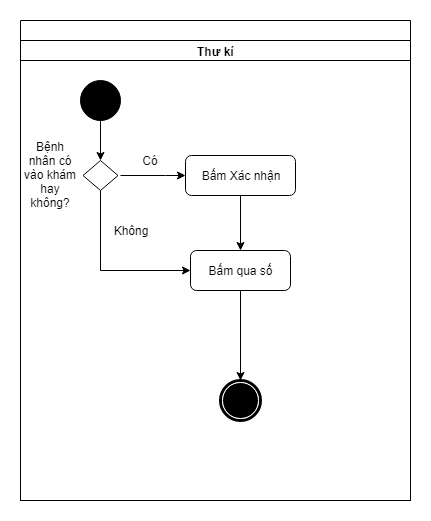 Thư kí
Bệnh
nhân có
vào khám
hay
không?
Có
Bấm Xác nhận
Không
Bấm qua số